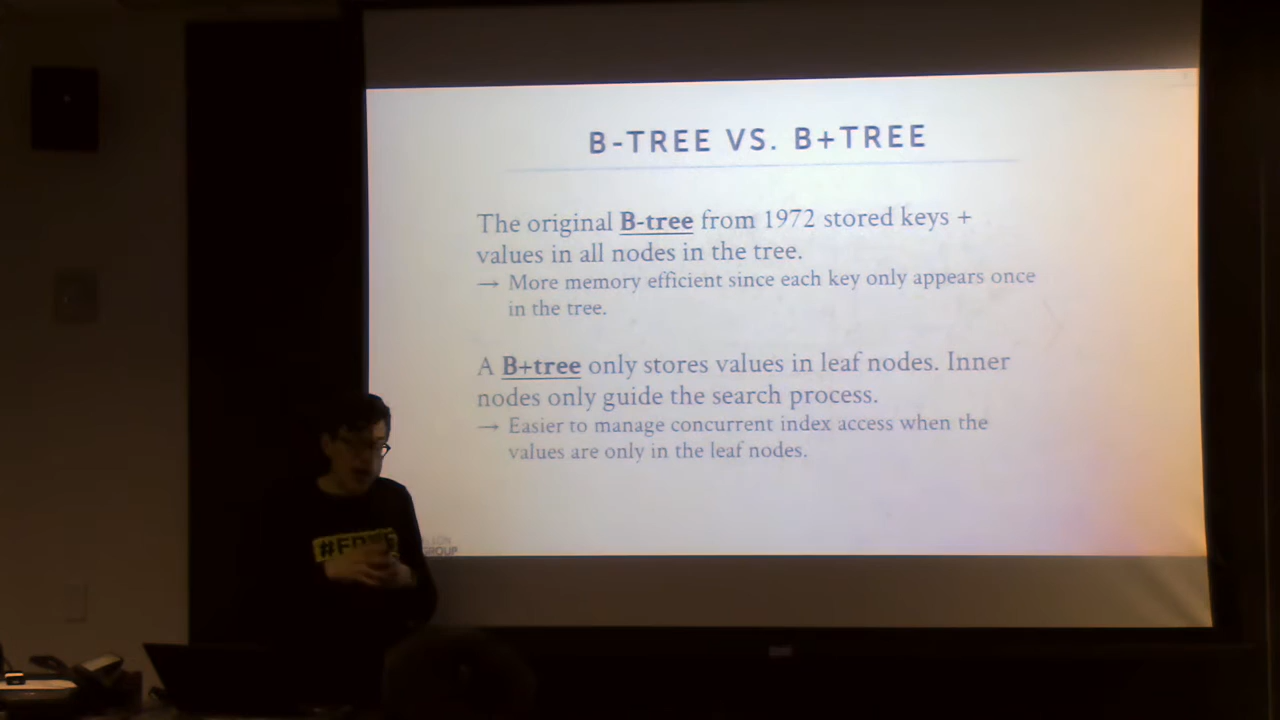 B-TREE VS. B+TREE
The original B-tree from 1972 stored keys +
values in all nodes in the tree.
→ More memory efficient since each key only appears once
in the tree.
A B+tree only stores values in leaf nodes. Inner
nodes only guide the search process.
→ Easier to manage concurrent index access when the
values are only in the leaf nodes.
GROUP